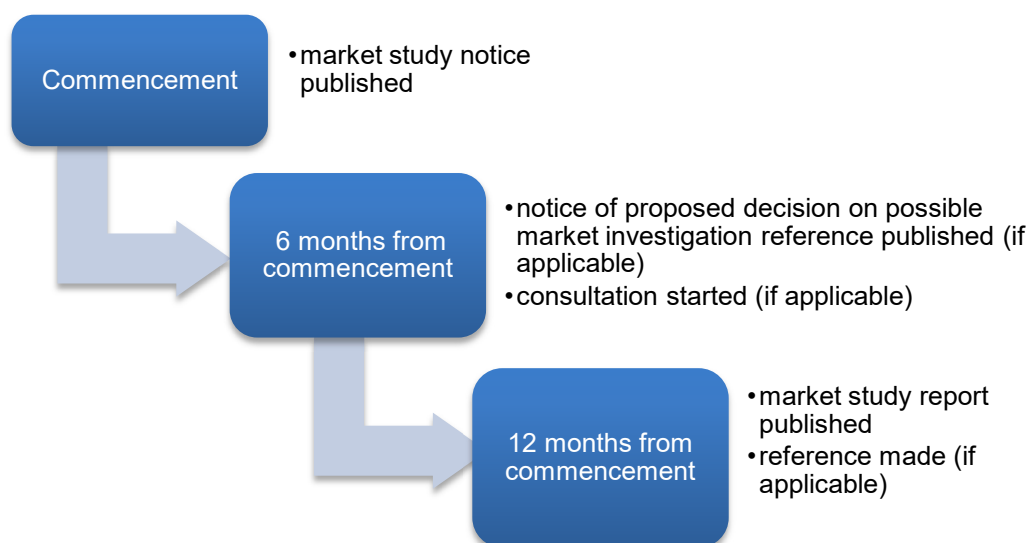 Commencement
•market study notice
published
6 months from
commencement
•notice of proposed decision on possible
market investigation reference published (if
applicable)
•consultation started (if applicable)
12 months from
commencement
•market study report
published
•reference made (if
applicable)